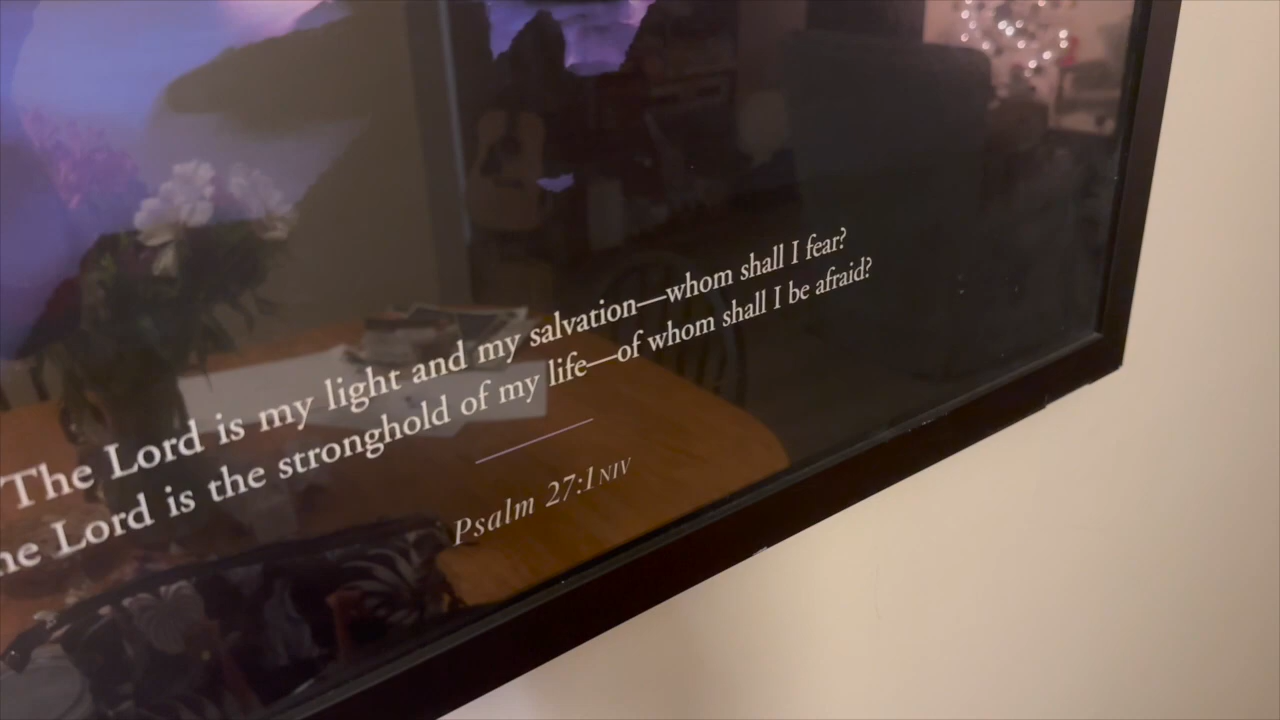 The Lord is my light and my salvation—whom shall I fear?
he Lord is the stronghold of my life—of whom shall I be afraid?
Psalm 27:1 NIV